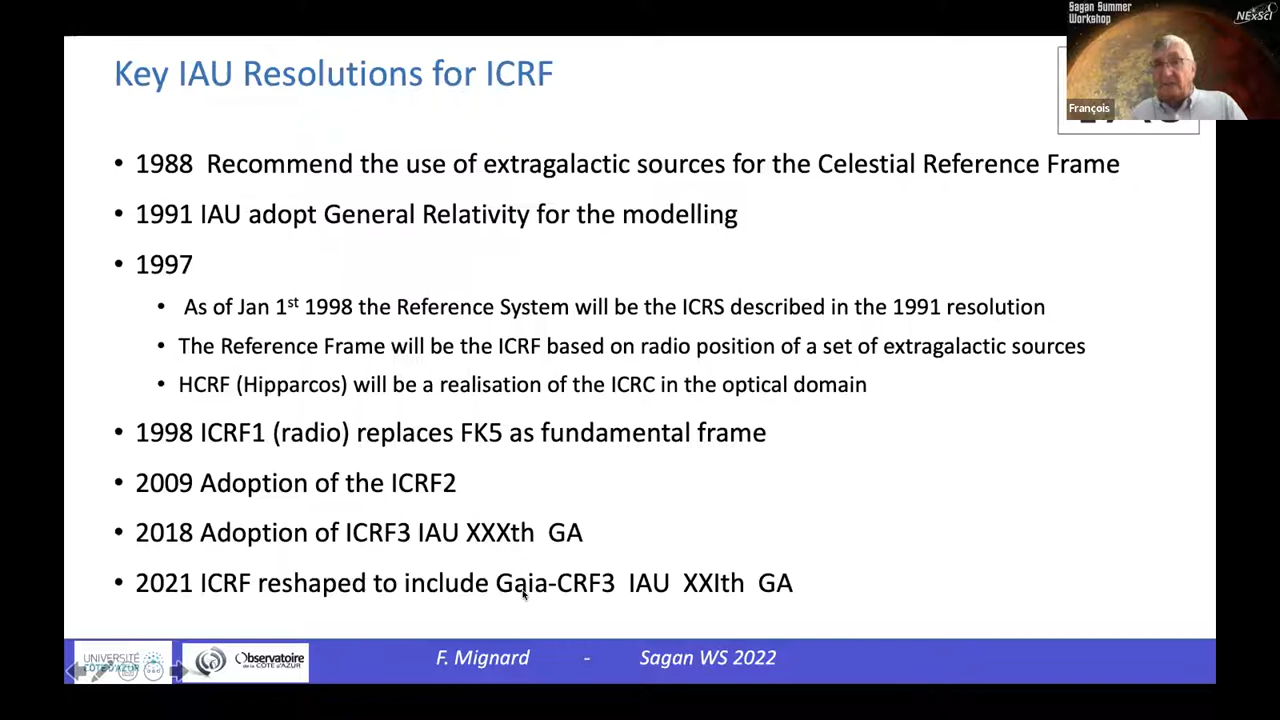 Sagan Summer
Workshop
NExScI
François
Key IAU Resolutions for ICRF
• 1988 Recommend the use of extragalactic sources for the Celestial Reference Frame
• 1991 IAU adopt General Relativity for the modelling
• 1997
• As of Jan 1st 1998 the Reference System will be the ICRS described in the 1991 resolution
• The Reference Frame will be the ICRF based on radio position of a set of extragalactic sources
• HCRF (Hipparcos) will be a realisation of the ICRC in the optical domain
• 1998 ICRF1 (radio) replaces FK5 as fundamental frame
• 2009 Adoption of the ICRF2
• 2018 Adoption of ICRF3 IAU XXXth GA
• 2021 ICRF reshaped to include Gaia-CRF3 IAU XXIth GA
UNIVERSITÉ
CÔTE D'AZUR
Observatoire
de la CÔTE d'AZUR
F. Mignard - Sagan WS 2022